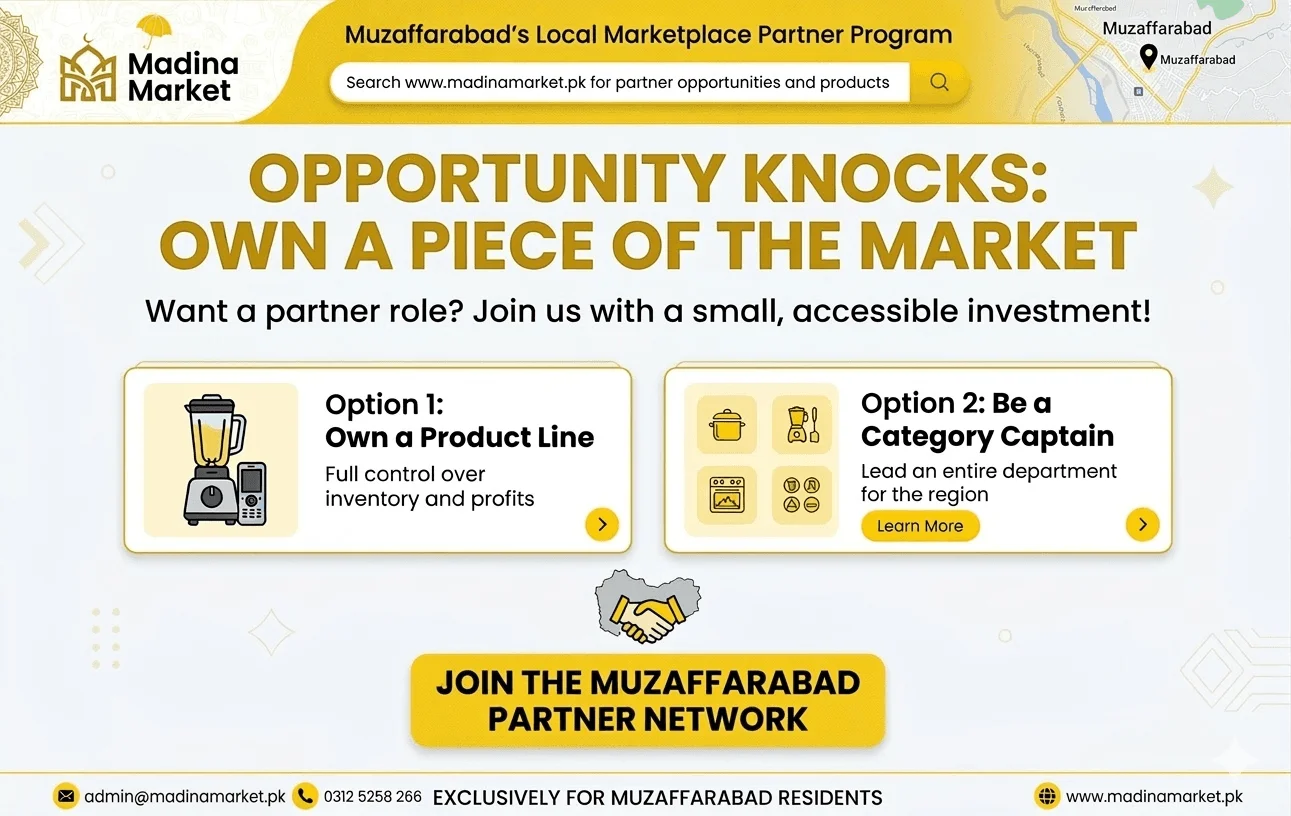 Madina
Market
Muzaffarabad's Local Marketplace Partner Program
Search www.madinamarket.pk for partner opportunities and products
Muzaffarabad
Muzaffarabad
OPPORTUNITY KNOCKS:
OWN A PIECE OF THE MARKET
Want a partner role? Join us with a small, accessible investment!
Option 1:
Own a Product Line
Full control over
inventory and profits
Option 2: Be a
Category Captain
Lead an entire department
for the region
Learn More
JOIN THE MUZAFFARABAD
PARTNER NETWORK
admin@madinamarket.pk 0312 5258 266 EXCLUSIVELY FOR MUZAFFARABAD RESIDENTS www.madinamarket.pk